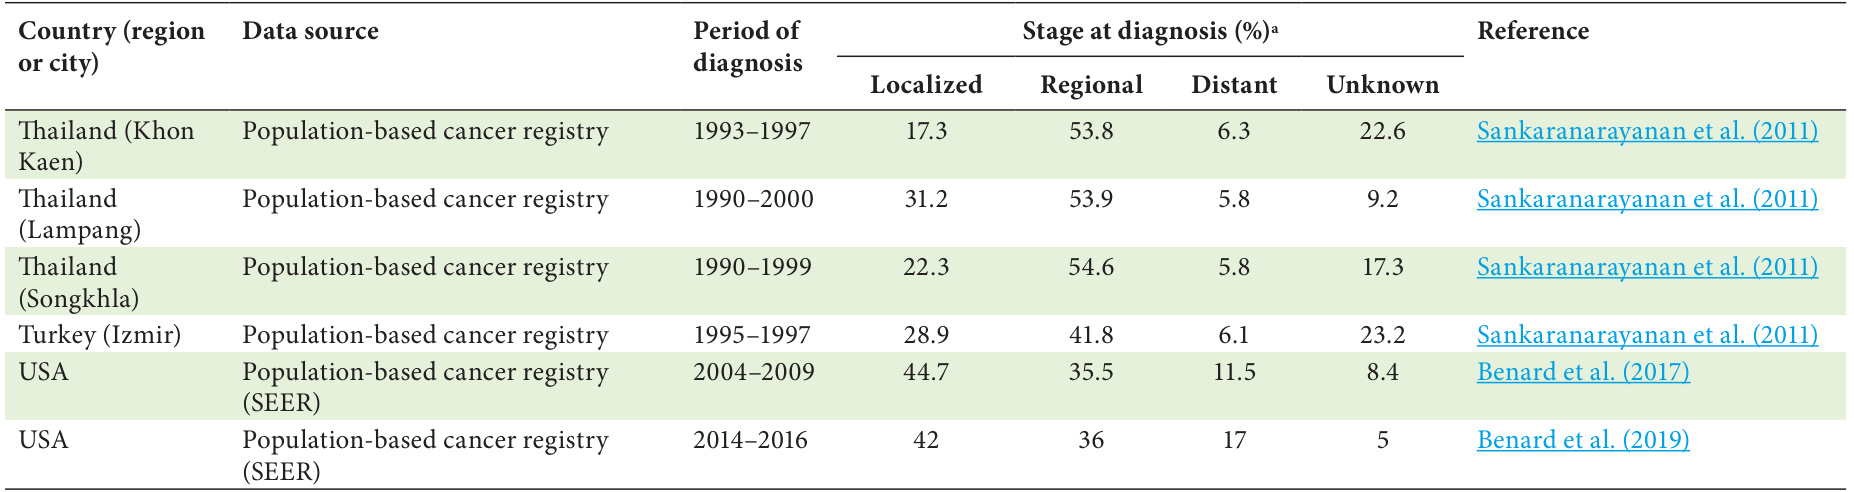 Country (region or city) Data source Period of diagnosis Stage at diagnosis (%)ᵃ Reference
Localized Regional Distant Unknown
Thailand (Khon Kaen) Population-based cancer registry 1993–1997 17.3 53.8 6.3 22.6 Sankaranarayanan et al. (2011)
Thailand (Lampang) Population-based cancer registry 1990–2000 31.2 53.9 5.8 9.2 Sankaranarayanan et al. (2011)
Thailand (Songkhla) Population-based cancer registry 1990–1999 22.3 54.6 5.8 17.3 Sankaranarayanan et al. (2011)
Turkey (Izmir) Population-based cancer registry 1995–1997 28.9 41.8 6.1 23.2 Sankaranarayanan et al. (2011)
USA Population-based cancer registry (SEER) 2004–2009 44.7 35.5 11.5 8.4 Benard et al. (2017)
USA Population-based cancer registry (SEER) 2014–2016 42 36 17 5 Benard et al. (2019)